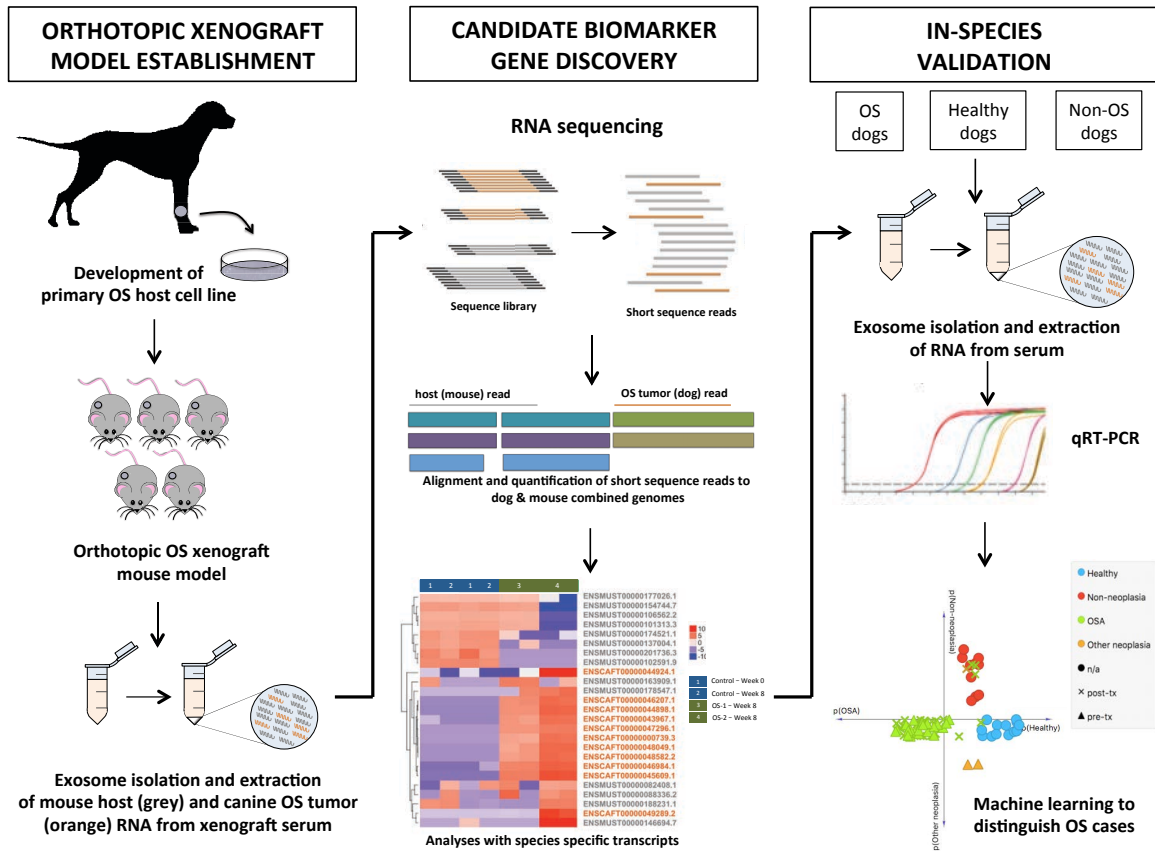 ORTHOTOPIC XENOGRAFT
MODEL ESTABLISHMENT
Development of
primary OS host cell line
Orthotopic OS xenograft
mouse model
Exosome isolation and extraction
of mouse host (grey) and canine OS tumor
(orange) RNA from xenograft serum
CANDIDATE BIOMARKER
GENE DISCOVERY
RNA sequencing
Sequence library
Short sequence reads
host (mouse) read
OS tumor (dog) read
Alignment and quantification of short sequence reads to
dog & mouse combined genomes
1 2 1 2 3 4
ENSMUST00000177026.1
ENSMUST00000154744.7
ENSMUST00000106562.2
ENSMUST00000101313.3
ENSMUST00000174521.1
ENSMUST00000137004.1
ENSMUST00000201736.3
ENSMUST00000102591.9
ENSCAFT00000044924.1
ENSMUST00000163909.1
ENSMUST00000178547.1
ENSCAFT00000046207.1
ENSCAFT00000044898.1
ENSCAFT00000043967.1
ENSCAFT00000047296.1
ENSCAFT00000000739.3
ENSCAFT00000048049.1
ENSCAFT00000048582.2
ENSCAFT00000046984.1
ENSCAFT00000045609.1
ENSMUST00000082408.1
ENSMUST00000088336.2
ENSMUST00000188231.1
ENSCAFT00000049289.2
ENSMUST00000146694.7
10
5
0
-5
-10
1 Control – Week 0
2 Control – Week 8
3 OS-1 – Week 8
4 OS-2 – Week 8
Analyses with species specific transcripts
IN-SPECIES
VALIDATION
OS
dogs
Healthy
dogs
Non-OS
dogs
Exosome isolation and extraction
of RNA from serum
qRT-PCR
p(Non-neoplasia)
p(OSA)
p(Healthy)
p(Other neoplasia)
Healthy
Non-neoplasia
OSA
Other neoplasia
n/a
post-tx
pre-tx
Machine learning to
distinguish OS cases